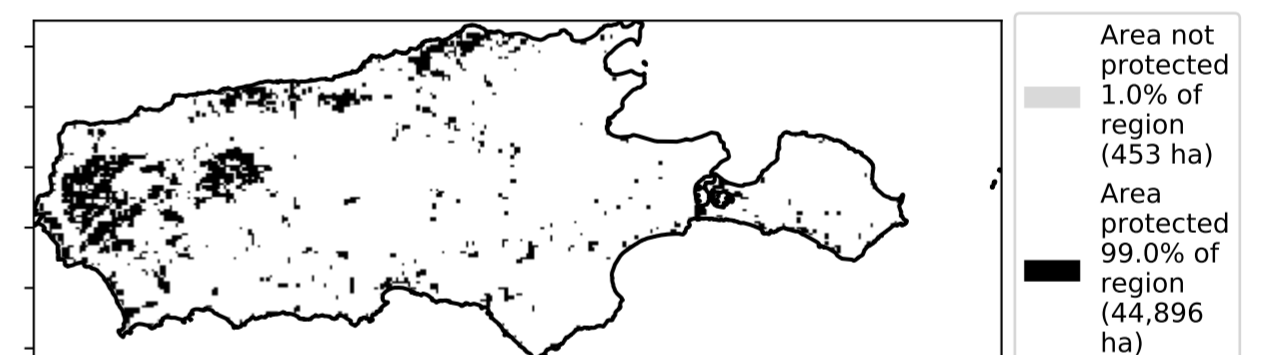 Area not
protected
1.0% of
region
(453 ha)
Area
protected
99.0% of
region
(44,896
ha)